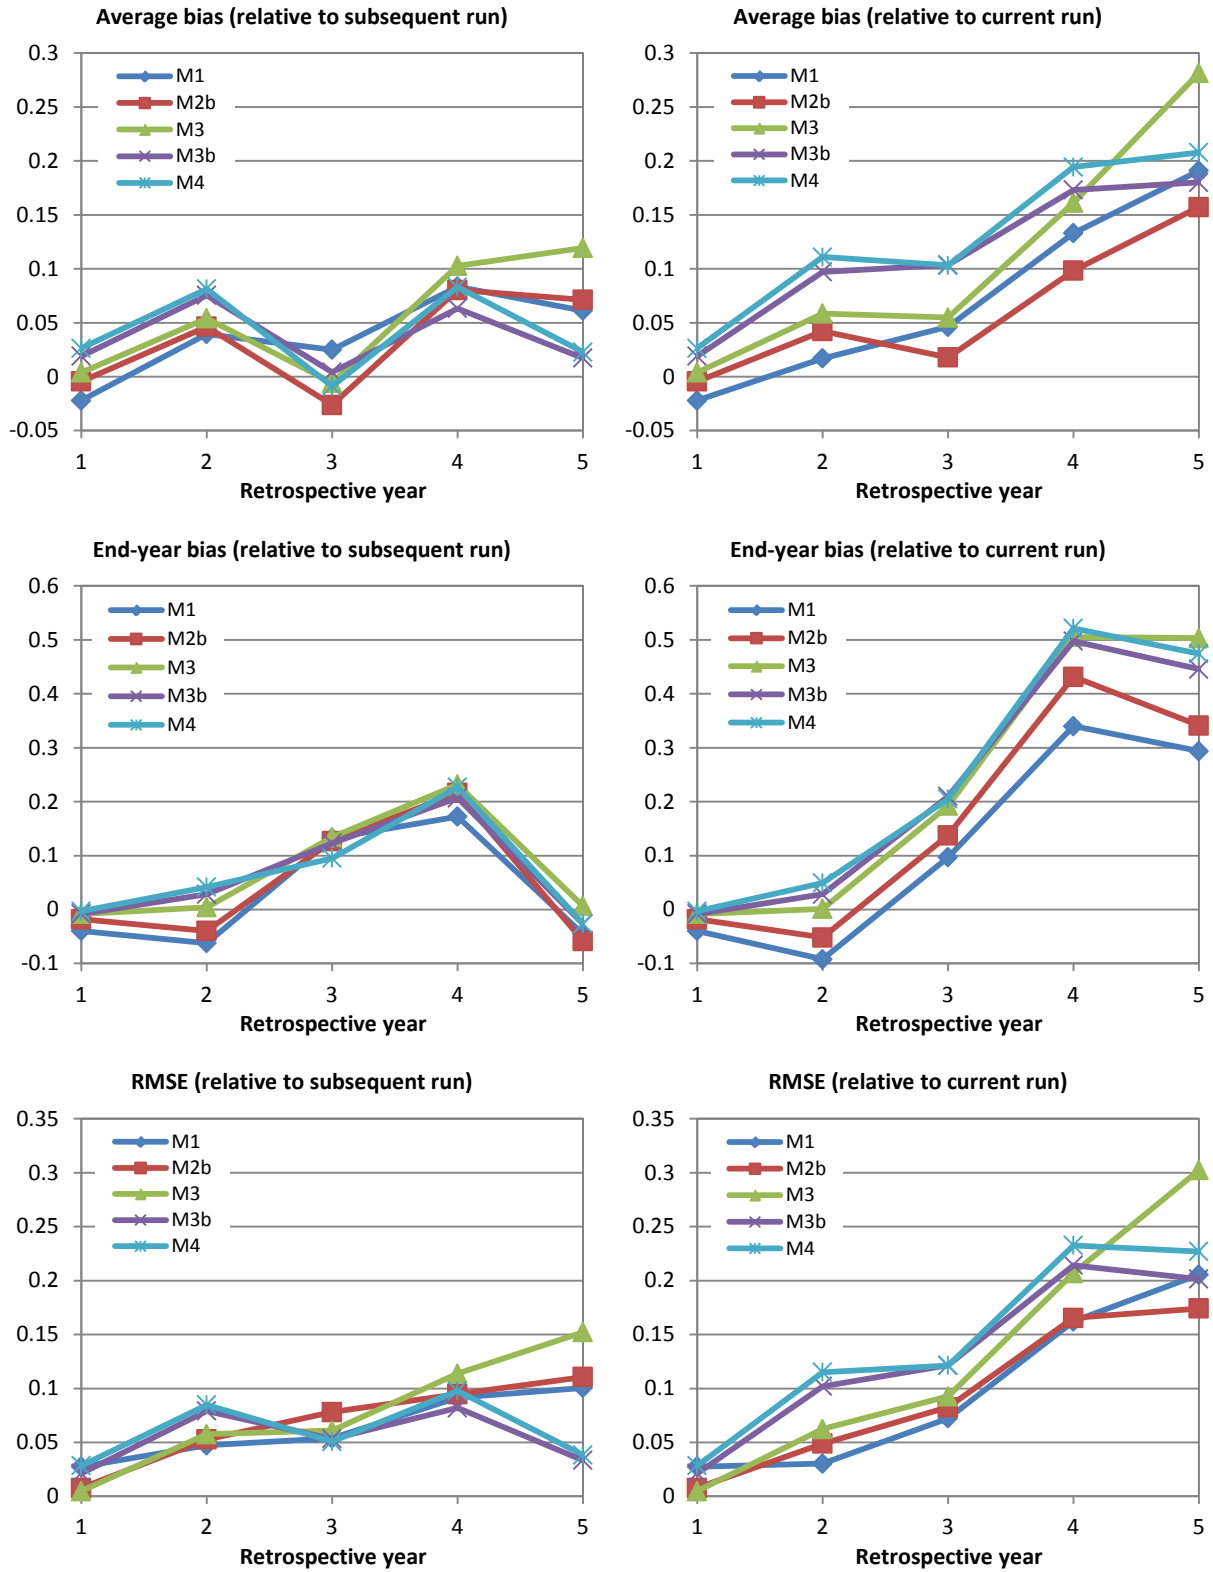 Average bias (relative to subsequent run)
0.3
0.25
0.2
0.15
0.1
0.05
0
-0.05
M1
M2b
M3
M3b
M4
1 2 3 4 5
Retrospective year
Average bias (relative to current run)
0.3
0.25
0.2
0.15
0.1
0.05
0
-0.05
M1
M2b
M3
M3b
M4
1 2 3 4 5
Retrospective year
End-year bias (relative to subsequent run)
0.6
0.5
0.4
0.3
0.2
0.1
0
-0.1
M1
M2b
M3
M3b
M4
1 2 3 4 5
Retrospective year
End-year bias (relative to current run)
0.6
0.5
0.4
0.3
0.2
0.1
0
-0.1
M1
M2b
M3
M3b
M4
1 2 3 4 5
Retrospective year
RMSE (relative to subsequent run)
0.35
0.3
0.25
0.2
0.15
0.1
0.05
0
M1
M2b
M3
M3b
M4
1 2 3 4 5
Retrospective year
RMSE (relative to current run)
0.35
0.3
0.25
0.2
0.15
0.1
0.05
0
M1
M2b
M3
M3b
M4
1 2 3 4 5
Retrospective year